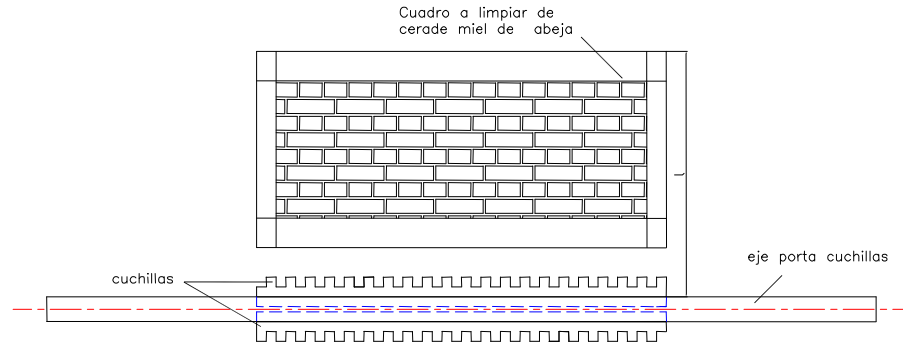 Cuadro a limpiar de
cerade miel de abeja
eje porta cuchillas
cuchillas